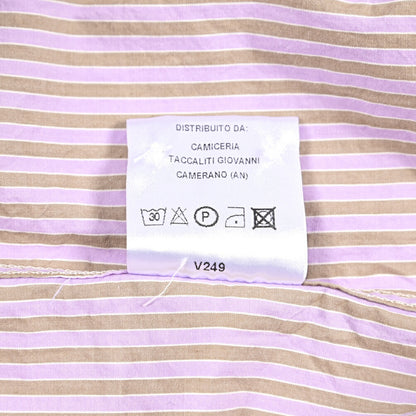 DISTRIBUITO DA:
CAMICERIA
TACCALITI GIOVANNI
CAMERANO (AN)
30 P
V249